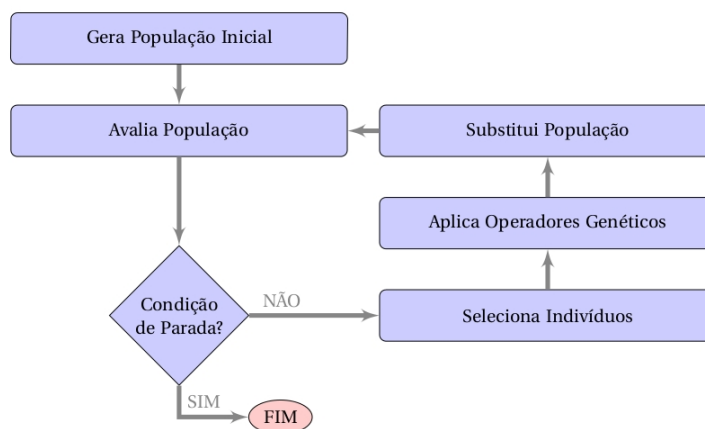 Gera População Inicial
Avalia População
Substitui População
Aplica Operadores Genéticos
Condição
de Parada?
NÃO
Seleciona Indivíduos
SIM
FIM